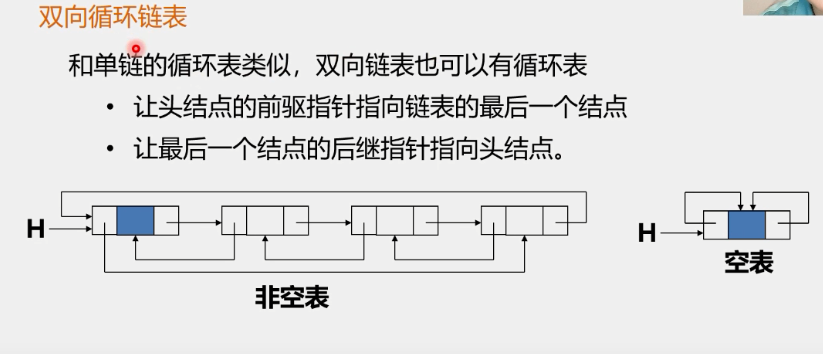 双向循环链表
和单链的循环表类似，双向链表也可以有循环表
• 让头结点的前驱指针指向链表的最后一个结点
• 让最后一个结点的后继指针指向头结点。
H
H
非空表
空表